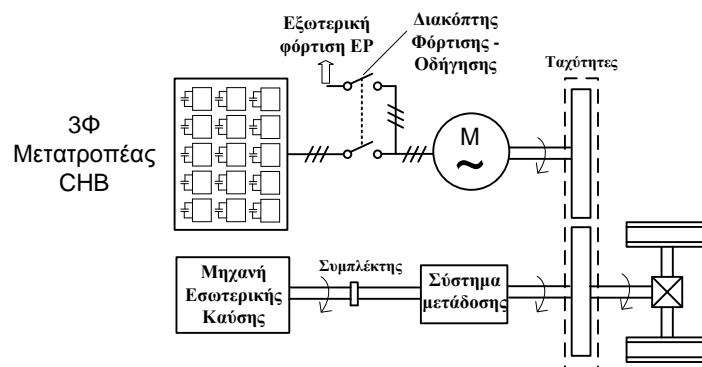 Εξωτερική
φόρτιση ΕΡ
Διακόπτης
Φόρτισης -
Οδήγησης
Ταχύτητες
3Φ
Μετατροπέας
CHB
M
~
Μηχανή
Εσωτερικής
Καύσης
Συμπλέκτης
Σύστημα
μετάδοσης